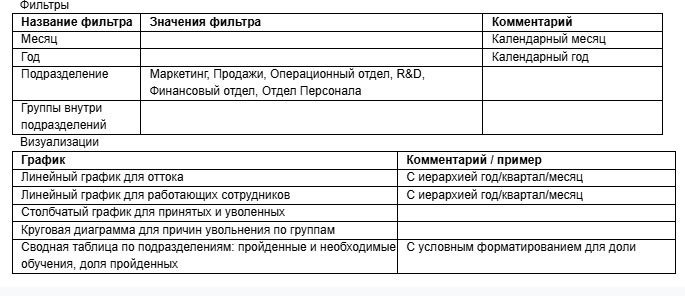 Фильтры
Название фильтра Значения фильтра Комментарий
Месяц Календарный месяц
Год Календарный год
Подразделение Маркетинг, Продажи, Операционный отдел, R&D,
Финансовый отдел, Отдел Персонала
Группы внутри
подразделений
Визуализации
График Комментарий / пример
Линейный график для оттока С иерархией год/квартал/месяц
Линейный график для работающих сотрудников С иерархией год/квартал/месяц
Столбчатый график для принятых и уволенных
Круговая диаграмма для причин увольнения по группам
Сводная таблица по подразделениям: пройденные и необходимые С условным форматированием для доли
обучения, доля пройденных